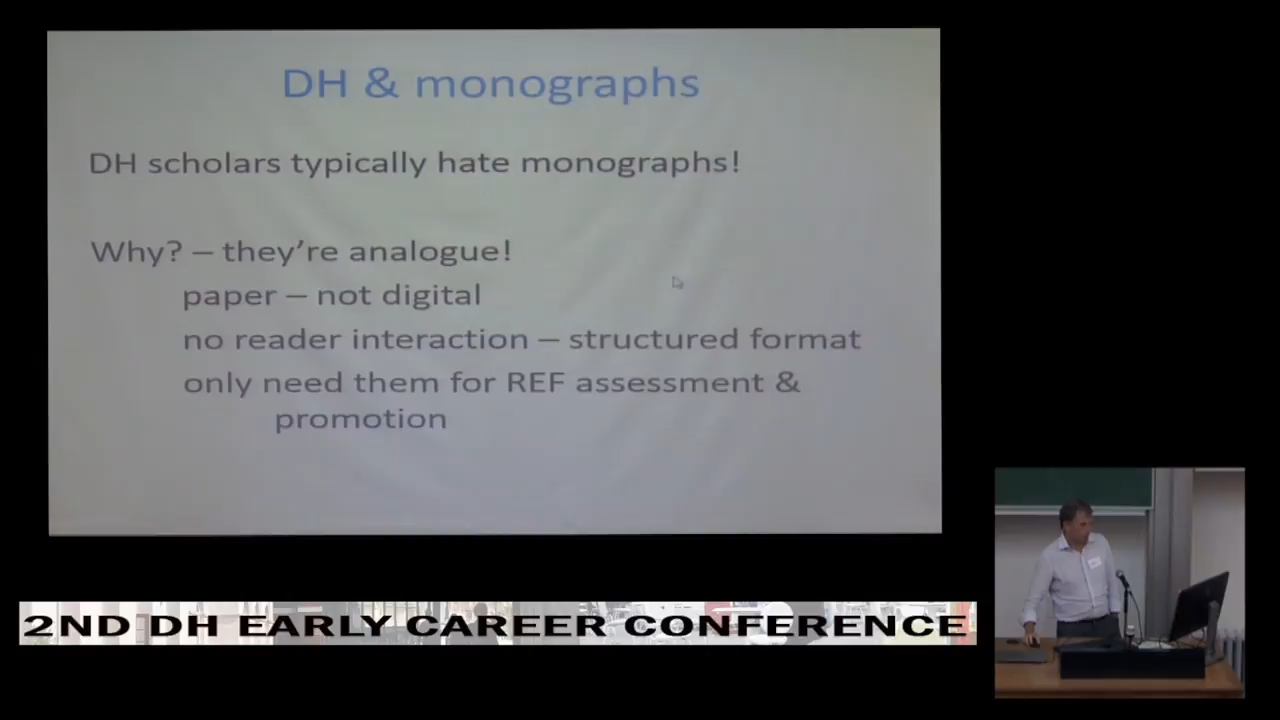 DH & monographs
DH scholars typically hate monographs!
Why? – they're analogue!
paper – not digital
no reader interaction – structured format
only need them for REF assessment &
promotion
2ND DH EARLY CAREER CONFERENCE